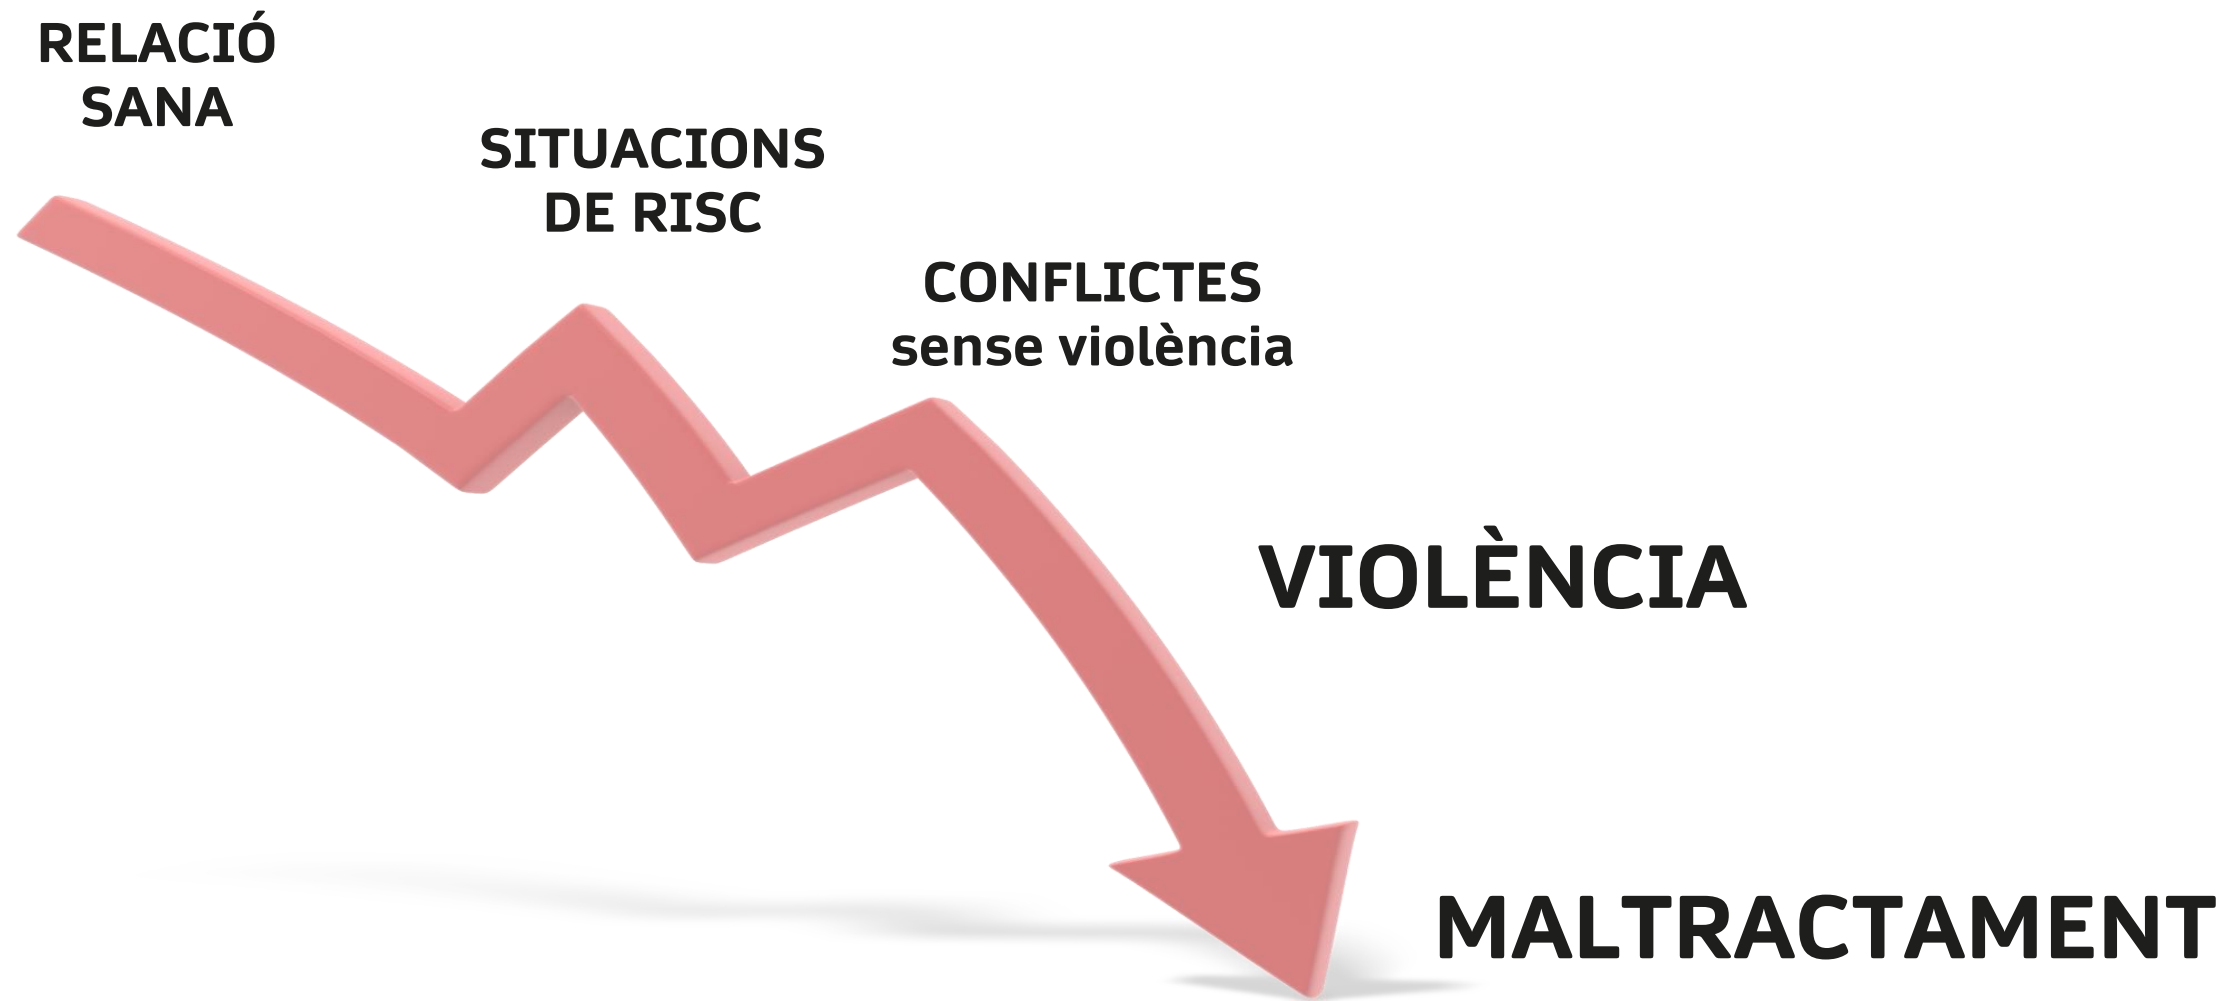 RELACIÓ
SANA
SITUACIONS
DE RISC
CONFLICTES
sense violència
VIOLÈNCIA
MALTRACTAMENT